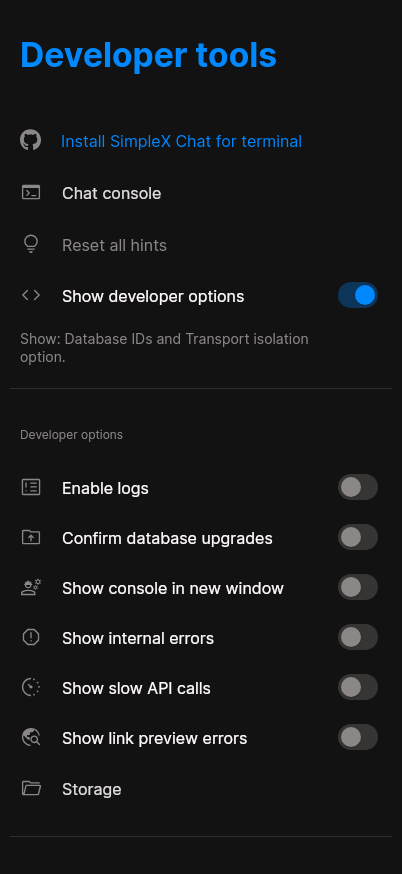 Developer tools
Install SimpleX Chat for terminal
Chat console
Reset all hints
Show developer options
Show: Database IDs and Transport isolation
option.
Developer options
Enable logs
Confirm database upgrades
Show console in new window
Show internal errors
Show slow API calls
Show link preview errors
Storage